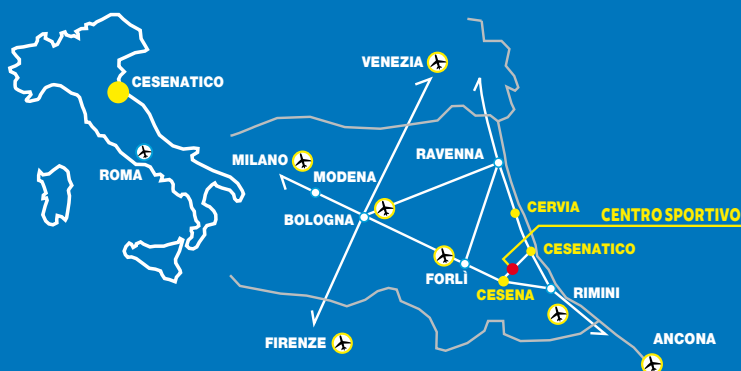 CESENATICO
ROMA
VENEZIA
MILANO
MODENA
RAVENNA
BOLOGNA
CERVIA
CENTRO SPORTIVO
CESENATICO
FORLÌ
CESENA
RIMINI
FIRENZE
ANCONA